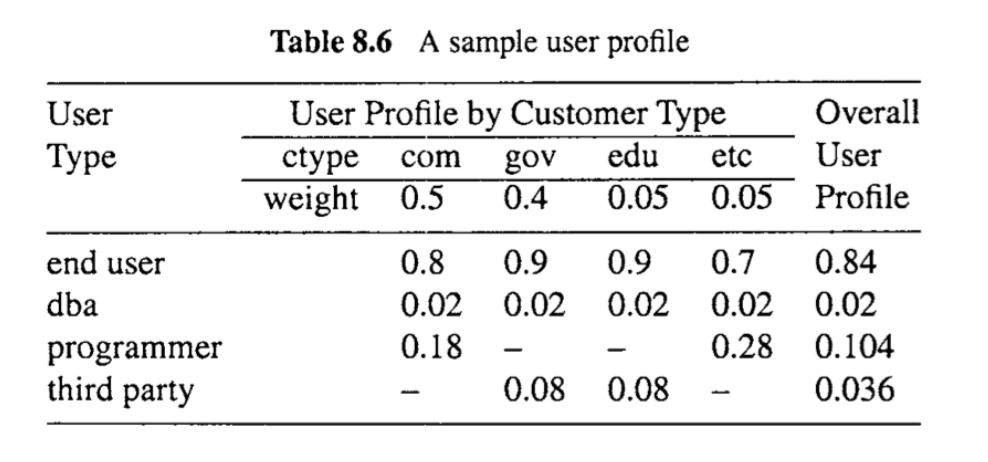 Table 8.6 A sample user profile
User User Profile by Customer Type Overall
Type ctype com gov edu etc User
weight 0.5 0.4 0.05 0.05 Profile
end user 0.8 0.9 0.9 0.7 0.84
dba 0.02 0.02 0.02 0.02 0.02
programmer 0.18 – – 0.28 0.104
third party – 0.08 0.08 – 0.036